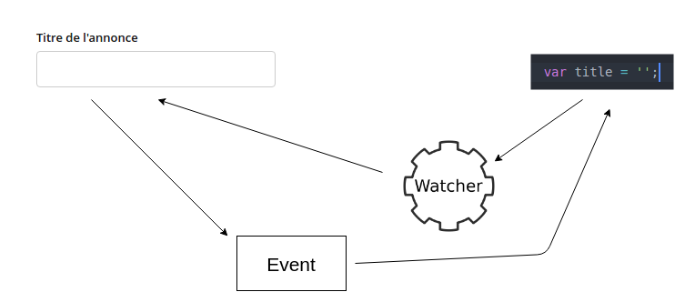 Titre de l'annonce
var title = '';
Watcher
Event